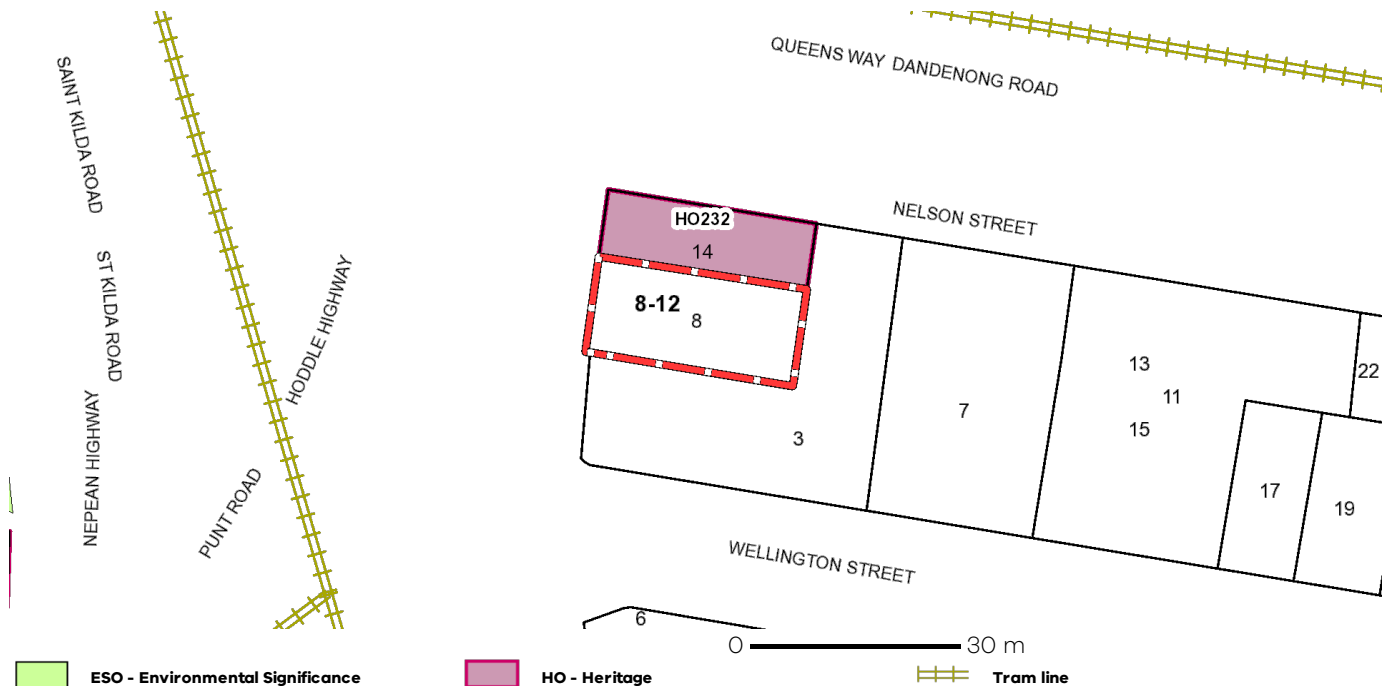 QUEENS WAY DANDENONG ROAD
SAINT KILDA ROAD
NELSON STREET
HO232
14
ST KILDA ROAD
HODDLE HIGHWAY
8-12
8
13
22
11
7
15
3
NEPEAN HIGHWAY
PUNT ROAD
17
19
WELLINGTON STREET
6
0 30 m
ESO - Environmental Significance
HO - Heritage
Tram line